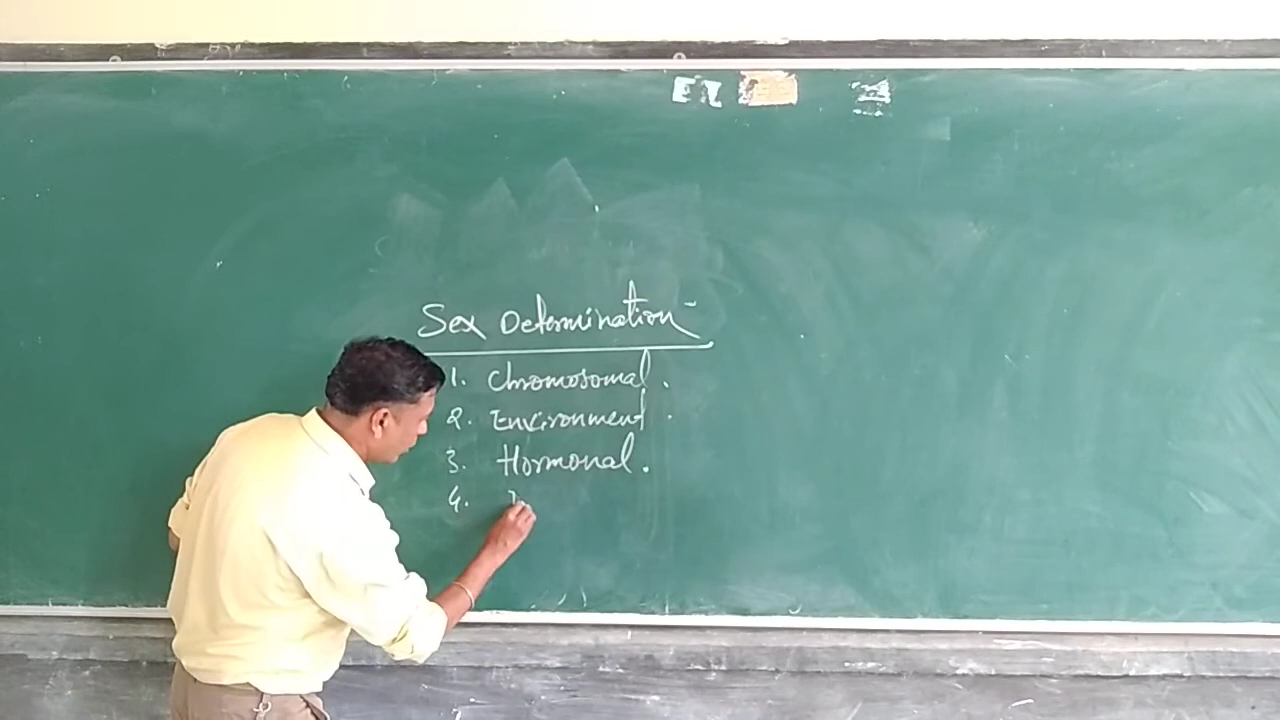 Sex Determination -
1. Chromosomal.
2. Environment.
3. Hormonal.
4.